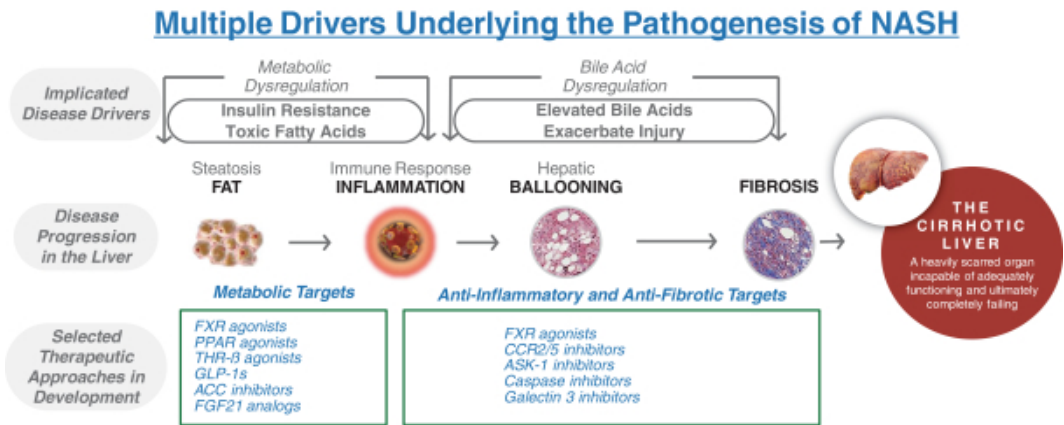 Multiple Drivers Underlying the Pathogenesis of NASH
Implicated
Disease Drivers
Metabolic
Dysregulation
Insulin Resistance
Toxic Fatty Acids
Bile Acid
Dysregulation
Elevated Bile Acids
Exacerbate Injury
Disease
Progression
in the Liver
Steatosis
FAT
Immune Response
INFLAMMATION
Hepatic
BALLOONING
FIBROSIS
THE
CIRRHOTIC
LIVER
A heavily scarred organ
incapable of adequately
functioning and ultimately
completely failing
Selected
Therapeutic
Approaches in
Development
Metabolic Targets
FXR agonists
PPAR agonists
THR-ß agonists
GLP-1s
ACC inhibitors
FGF21 analogs
Anti-Inflammatory and Anti-Fibrotic Targets
FXR agonists
CCR2/5 inhibitors
ASK-1 inhibitors
Caspase inhibitors
Galectin 3 inhibitors